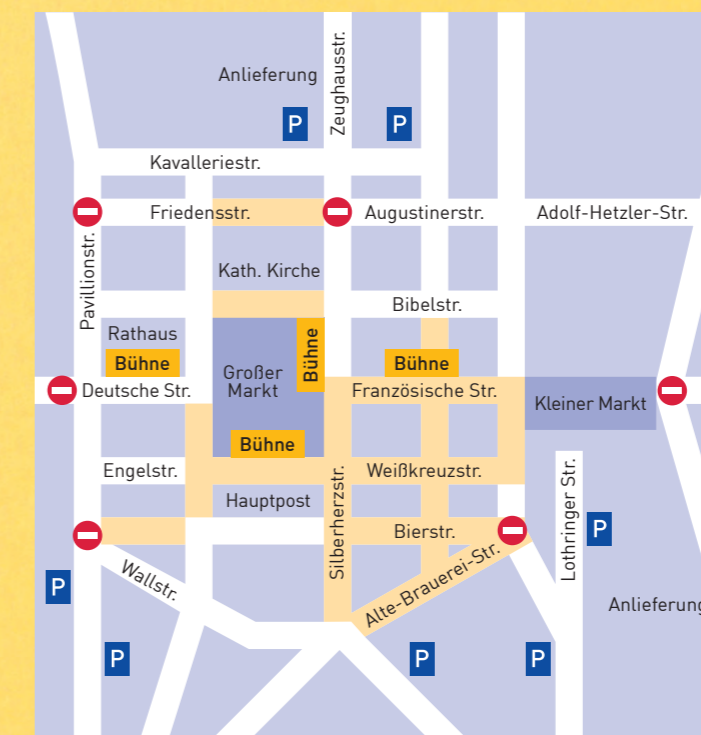 Zeughausstr.
Anlieferung
P
P
Kavalleriestr.
Friedensstr.
Augustinerstr.
Adolf-Hetzler-Str.
Pavillionstr.
Kath. Kirche
Bibelstr.
Rathaus
Bühne
Bühne
Bühne
Großer
Markt
Deutsche Str.
Französische Str.
Kleiner Markt
Bühne
Engelstr.
Weißkreuzstr.
Hauptpost
Silberherzstr.
Bierstr.
Lothringer Str.
P
Wallstr.
Alte-Brauerei-Str.
P
Anlieferung
P
P
P